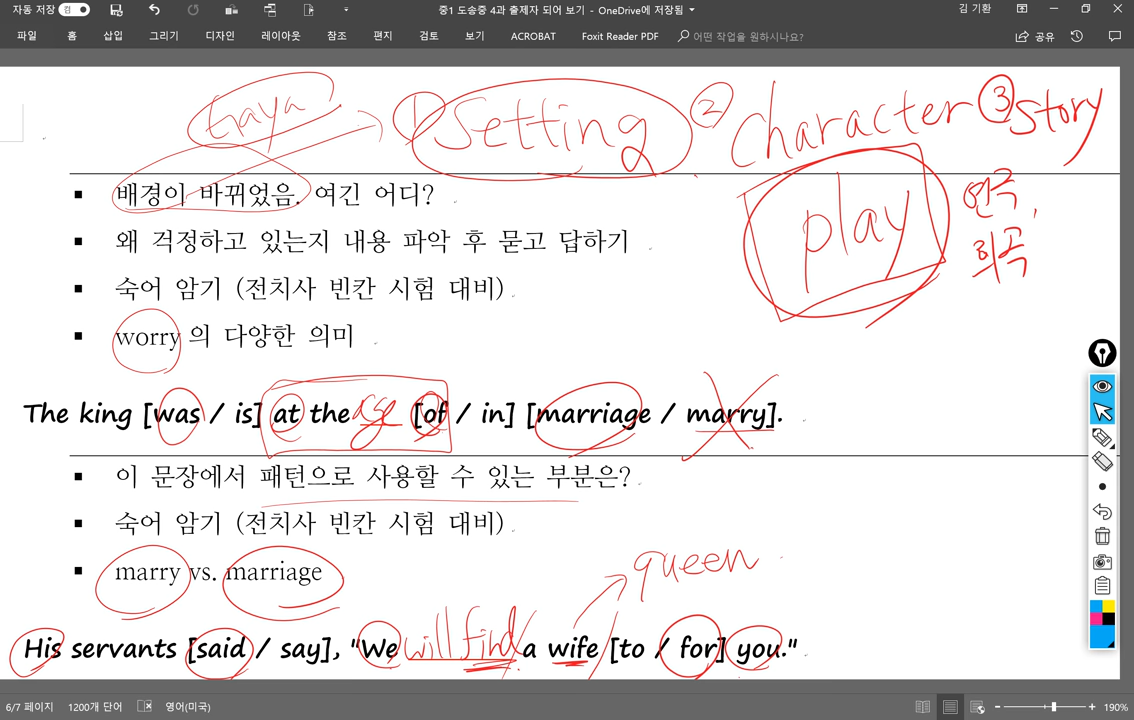 자동 저장 켬
중1 도송중 4과 출제자 되어 보기 - OneDrive에 저장됨
김 기환
파일 홈 삽입 그리기 디자인 레이아웃 참조 편지 검토 보기 ACROBAT Foxit Reader PDF 어떤 작업을 원하시나요? 공유
① Setting ② Character ③ Story
배경이 바뀌었음. 여긴 어디?
play 연극,
희곡
왜 걱정하고 있는지 내용 파악 후 묻고 답하기
숙어 암기 (전치사 빈칸 시험 대비)
worry 의 다양한 의미
The king [was / is] at the age [of / in] [marriage / marry].
이 문장에서 패턴으로 사용할 수 있는 부분은?
숙어 암기 (전치사 빈칸 시험 대비)
marry vs. marriage
queen
His servants [said / say], "We will find a wife [to / for] you."
6/7 페이지 1200개 단어 영어(미국) 190%